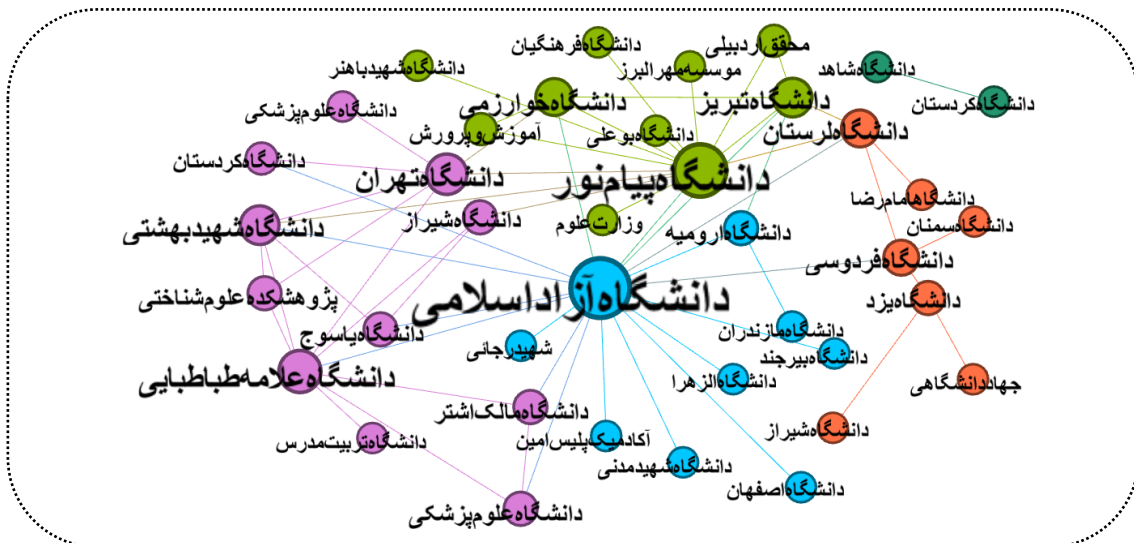 دانشگاه‌فرهنگیان
محقق‌اردبیلی
دانشگاه‌شهیدباهنر
موسسه‌مهرالبرز
دانشگاه‌شاهد
دانشگاه‌علوم‌پزشکی
دانشگاه‌خوارزمی
دانشگاه‌تبریز
دانشگاه‌کردستان
آموزش‌وپرورش
دانشگاه‌بوعلی
دانشگاه‌لرستان
دانشگاه‌کردستان
دانشگاه‌تهران
دانشگاه‌پیام‌نور
دانشگاه‌امام‌رضا
دانشگاه‌شهیدبهشتی
دانشگاه‌شیراز
وزارت‌علوم
دانشگاه‌ارومیه
دانشگاه‌سمنان
دانشگاه‌فردوسی
پژوهشکده‌علوم‌شناختی
دانشگاه‌آزاداسلامی
دانشگاه‌یزد
دانشگاه‌یاسوج
شهیدرجائی
دانشگاه‌مازندران
دانشگاه‌بیرجند
دانشگاه‌علامه‌طباطبایی
دانشگاه‌الزهرا
جهاددانشگاهی
دانشگاه‌مالک‌اشتر
دانشگاه‌تربیت‌مدرس
آکادمیک‌پلیس‌امین
دانشگاه‌شیراز
دانشگاه‌شهیدمدنی
دانشگاه‌اصفهان
دانشگاه‌علوم‌پزشکی